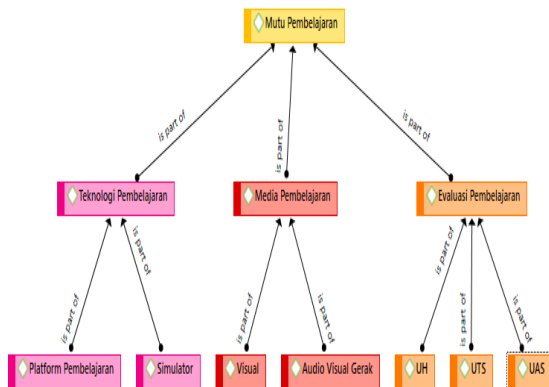 Mutu Pembelajaran
is part of
is part of
is part of
Teknologi Pembelajaran
Media Pembelajaran
Evaluasi Pembelajaran
is part of
is part of
is part of
is part of
is part of
is part of
is part of
Platform Pembelajaran
Simulator
Visual
Audio Visual Gerak
UH
UTS
UAS